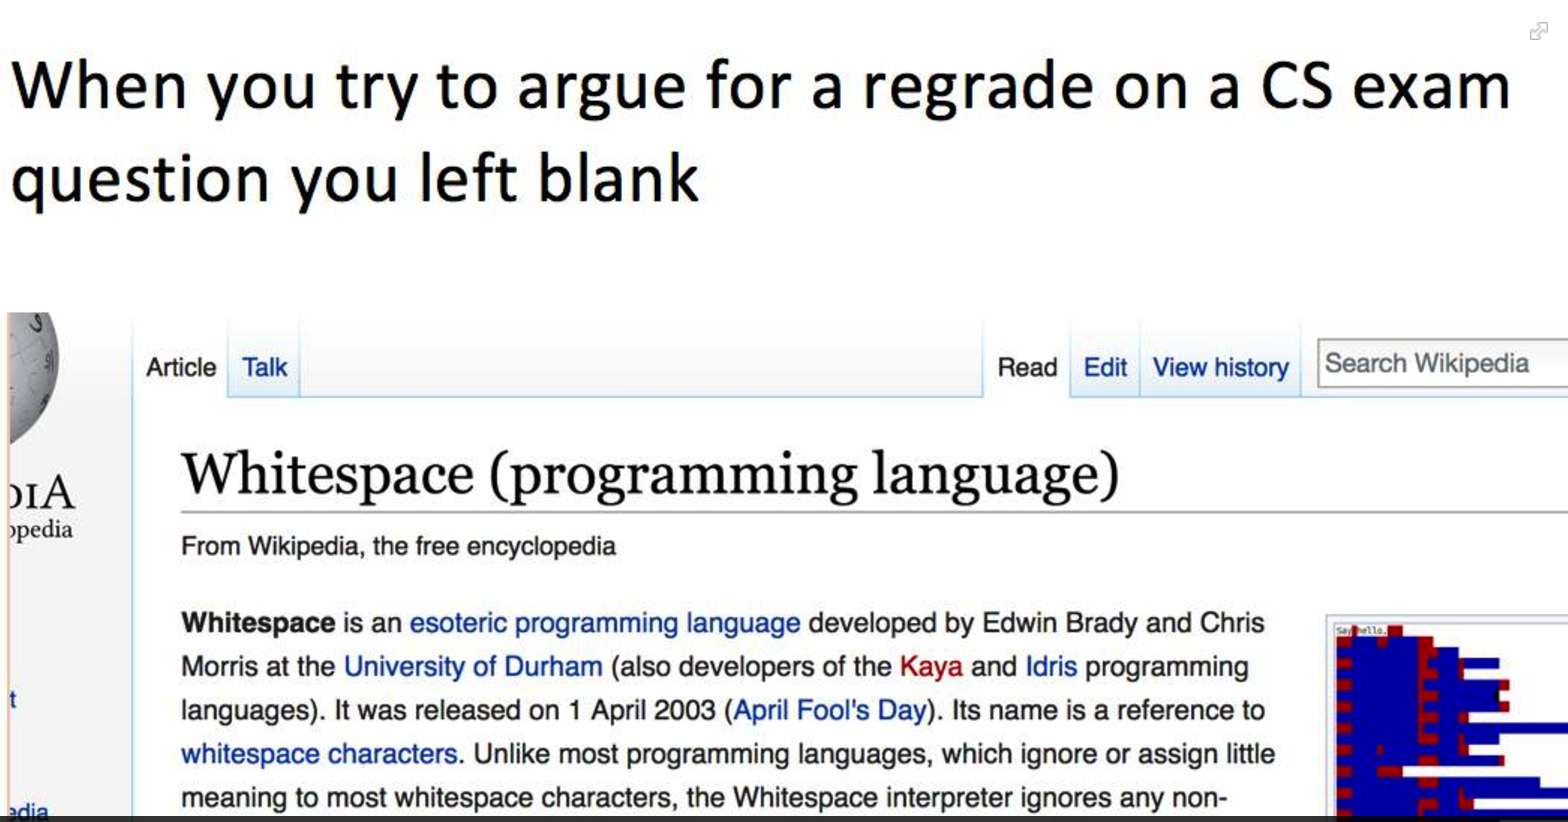 When you try to argue for a regrade on a CS exam
question you left blank
Article Talk Read Edit View history Search Wikipedia
Whitespace (programming language)
From Wikipedia, the free encyclopedia
Whitespace is an esoteric programming language developed by Edwin Brady and Chris
Morris at the University of Durham (also developers of the Kaya and Idris programming
languages). It was released on 1 April 2003 (April Fool's Day). Its name is a reference to
whitespace characters. Unlike most programming languages, which ignore or assign little
meaning to most whitespace characters, the Whitespace interpreter ignores any non-
Say hello.